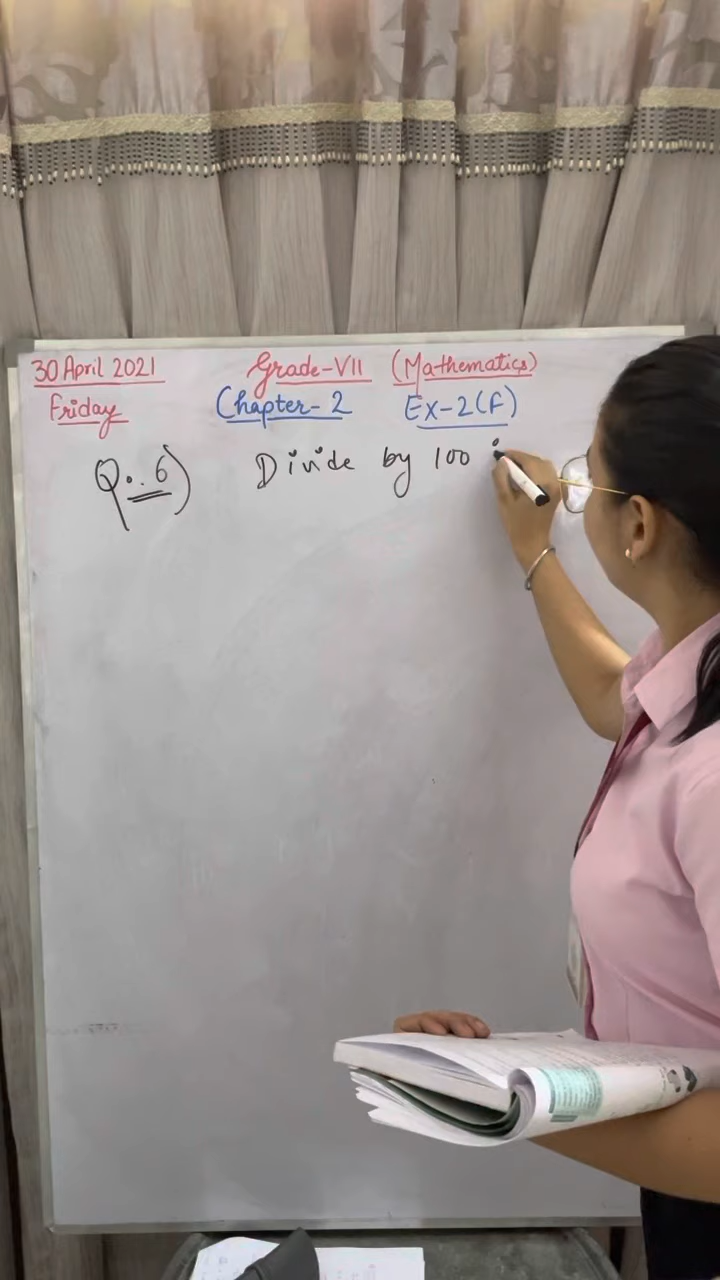 30 April 2021 Grade-VII (Mathematics)
Friday Chapter-2 Ex-2(F)
Q..6) Divide by 100 i